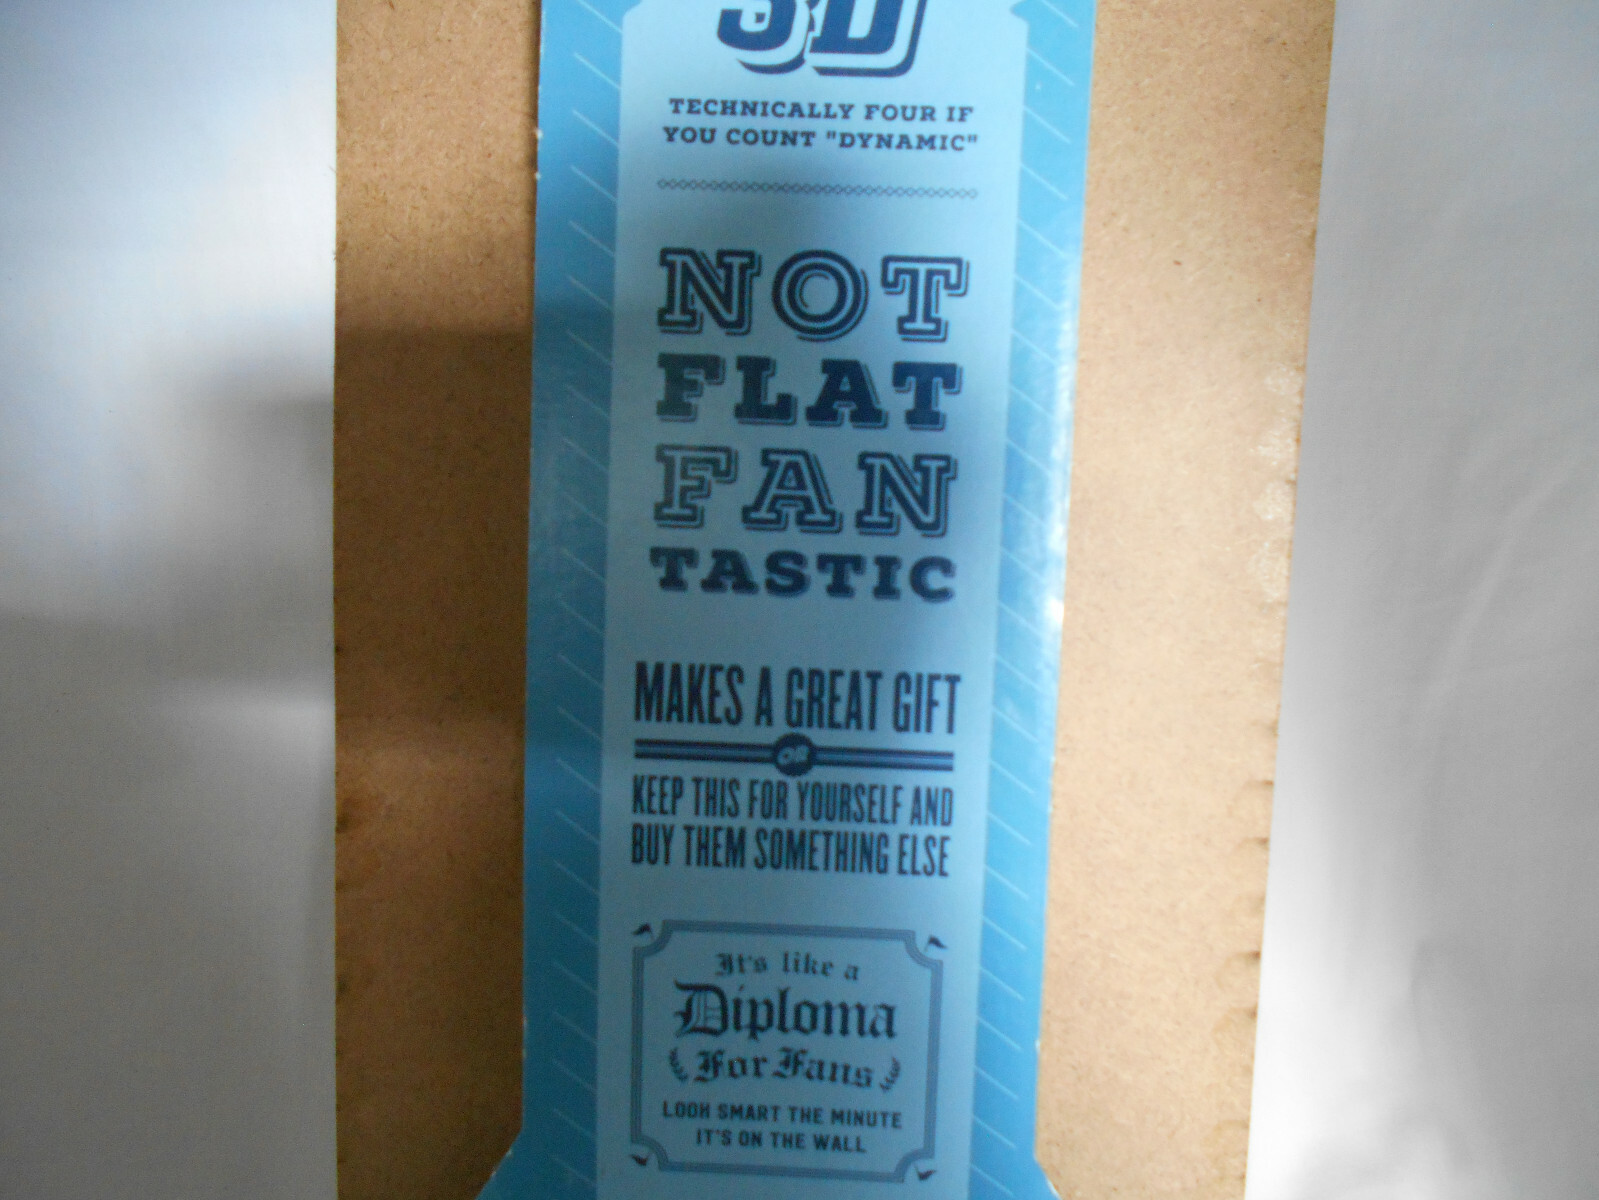 3D
TECHNICALLY FOUR IF
YOU COUNT "DYNAMIC"
NOT
FLAT
FAN
TASTIC
MAKES A GREAT GIFT
OR
KEEP THIS FOR YOURSELF AND
BUY THEM SOMETHING ELSE
It's like a
Diploma
For Fans
LOOK SMART THE MINUTE
IT'S ON THE WALL